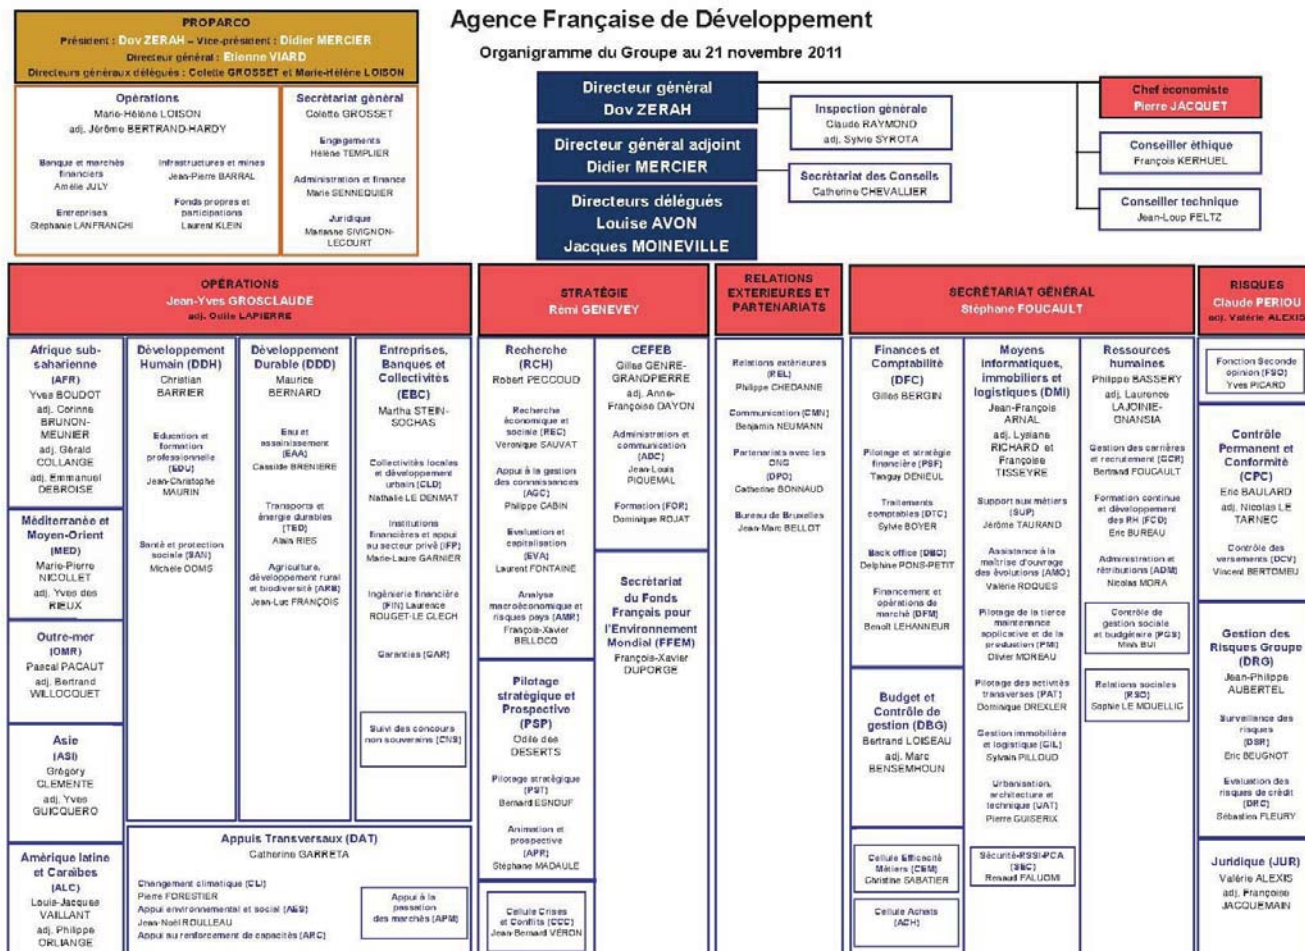 Agence Française de Développement
Organigramme du Groupe au 21 novembre 2011
PROPARCO
Président : Dov ZERAH – Vice-président : Didier MERCIER
Directeur général : Etienne VIARD
Directeurs généraux délégués : Colette GROSSET et Marie-Hélène LOISON
Opérations
Marie-Hélène LOISON
adj. Jérôme BERTRAND-HARDY
Banque et marchés
financiers
Amélie JULY
Entreprises
Stéphanie LANFRANCHI
Infrastructures et mines
Jean-Pierre BARRAL
Fonds propres et
participations
Laurent KLEIN
Secrétariat général
Colette GROSSET
Engagements
Hélène TEMPLIER
Administration et finance
Marie SENNEQUIER
Juridique
Marianne SIVIGNON-
LECOURT
Directeur général
Dov ZERAH
Directeur général adjoint
Didier MERCIER
Directeurs délégués
Louise AVON
Jacques MOINEVILLE
Inspection générale
Claude RAYMOND
adj. Sylvie SYROTA
Secrétariat des Conseils
Catherine CHEVALLIER
Chef économiste
Pierre JACQUET
Conseiller éthique
François KERHUEL
Conseiller technique
Jean-Loup FELTZ
OPÉRATIONS
Jean-Yves GROSCLAUDE
adj. Odile LAPIERRE
Afrique sub-
saharienne
(AFR)
Yves BOUDOT
adj. Corinne
BRUNON-
MEUNIER
adj. Gérald
COLLANGE
adj. Emmanuel
DEBROISE
Méditerranée et
Moyen-Orient
(MED)
Marie-Pierre
NICOLLET
adj. Yves des
RIEUX
Outre-mer
(OMR)
Pascal PACAUT
adj. Bertrand
WILLOCQUET
Asie
(ASI)
Grégory
CLEMENTE
adj. Yves
GUICQUERO
Amérique latine
et Caraïbes
(ALC)
Louis-Jacques
VAILLANT
adj. Philippe
ORLIANGE
Développement
Humain (DDH)
Christian
BARRIER
Education et
formation
professionnelle
(EDU)
Jean-Christophe
MAURIN
Santé et protection
sociale (SAN)
Michèle OOMS
Développement
Durable (DDD)
Maurice
BERNARD
Eau et
assainissement
(EAA)
Cassilde BRENIERE
Transports et
énergie durables
(TED)
Alain RIES
Agriculture,
développement rural
et biodiversité (ARB)
Jean-Luc FRANÇOIS
Entreprises,
Banques et
Collectivités
(EBC)
Martha STEIN-
SOCHAS
Collectivités locales
et développement
urbain (CLD)
Nathalie LE DENMAT
Institutions
financières et appui
au secteur privé (IFP)
Marie-Laure GARNIER
Ingénierie financière
(FIN) Laurence
ROUGET-LE CLECH
Garanties (GAR)
Suivi des concours
non souverains (CNS)
Appuis Transversaux (DAT)
Catherine GARRETA
Changement climatique (CLI)
Pierre FORESTIER
Appui environnemental et social (AES)
Jean-Noël ROULLEAU
Appui au renforcement de capacités (ARC)
Appui à la
passation
des marchés (APM)
STRATÉGIE
Rémi GENEVEY
Recherche
(RCH)
Robert PECCOUD
Recherche
économique et
sociale (REC)
Véronique SAUVAT
Appui à la gestion
des connaissances
(AGC)
Philippe CABIN
Evaluation et
capitalisation
(EVA)
Laurent FONTAINE
Analyse
macroéconomique et
risques pays (AMR)
François-Xavier
BELLOCQ
Pilotage
stratégique et
Prospective
(PSP)
Odile des
DESERTS
Pilotage stratégique
(PST)
Bernard ESNOUF
Animation et
prospective
(APR)
Stéphane MADAULE
Cellule Crises
et Conflits (CCC)
Jean-Bernard VÉRON
CEFEB
Gilles GENRE-
GRANDPIERRE
adj. Anne-
Françoise DAYON
Administration et
communication
(ADC)
Jean-Louis
PIQUEMAL
Formation (FOR)
Dominique ROJAT
Secrétariat
du Fonds
Français pour
l'Environnement
Mondial (FFEM)
François-Xavier
DUPORGE
RELATIONS
EXTERIEURES ET
PARTENARIATS
Relations extérieures
(REL)
Philippe CHEDANNE
Communication (CMN)
Benjamin NEUMANN
Partenariats avec les
ONG
(DPO)
Catherine BONNAUD
Bureau de Bruxelles
Jean-Marc BELLOT
SECRÉTARIAT GÉNÉRAL
Stéphane FOUCAULT
Finances et
Comptabilité
(DFC)
Gilles BERGIN
Pilotage et stratégie
financière (PSF)
Tanguy DENIEUL
Traitements
comptables (DTC)
Sylvie BOYER
Back office (DBO)
Delphine PONS-PETIT
Financement et
opérations de
marché (DFM)
Benoît LEHANNEUR
Budget et
Contrôle de
gestion (DBG)
Bertrand LOISEAU
adj. Marc
BENSEMHOUN
Cellule Efficacité
Métiers (CEM)
Christine SABATIER
Cellule Achats
(ACH)
Moyens
informatiques,
immobiliers et
logistiques (DMI)
Jean-François
ARNAL
adj. Lysiane
RICHARD et
Françoise
TISSEYRE
Support aux métiers
(SUP)
Jérôme TAURAND
Assistance à la
maîtrise d'ouvrage
des évolutions (AMO)
Valérie ROQUES
Pilotage de la tierce
maintenance
applicative et de la
production (PMI)
Olivier MOREAU
Pilotage des activités
transverses (PAT)
Dominique DREXLER
Gestion immobilière
et logistique (GIL)
Sylvain PILLOUD
Urbanisation,
architecture et
technique (UAT)
Pierre GUISERIX
Sécurité-RSSI-PCA
(SEC)
Renaud FALUOMI
Ressources
humaines
Philippe BASSERY
adj. Laurence
LAJOINIE-
GNANSIA
Gestion des carrières
et recrutement (GCR)
Bertrand FOUCAULT
Formation continue
et développement
des RH (FCD)
Eric BUREAU
Administration et
rétributions (ADM)
Nicolas MORA
Contrôle de
gestion sociale
et budgétaire (PGS)
Minh BUI
Relations sociales
(RSO)
Sophie LE MOUELLIC
RISQUES
Claude PERIOU
adj. Valérie ALEXIS
Fonction Seconde
opinion (FSO)
Yves PICARD
Contrôle
Permanent et
Conformité
(CPC)
Eric BAULARD
adj. Nicolas LE
TARNEC
Contrôle des
versements (DCV)
Vincent BERTOMEU
Gestion des
Risques Groupe
(DRG)
Jean-Philippe
AUBERTEL
Surveillance des
risques
(DSR)
Eric BEUGNOT
Evaluation des
risques de crédit
(DRC)
Sébastien FLEURY
Juridique (JUR)
Valérie ALEXIS
adj. Françoise
JACQUEMAIN